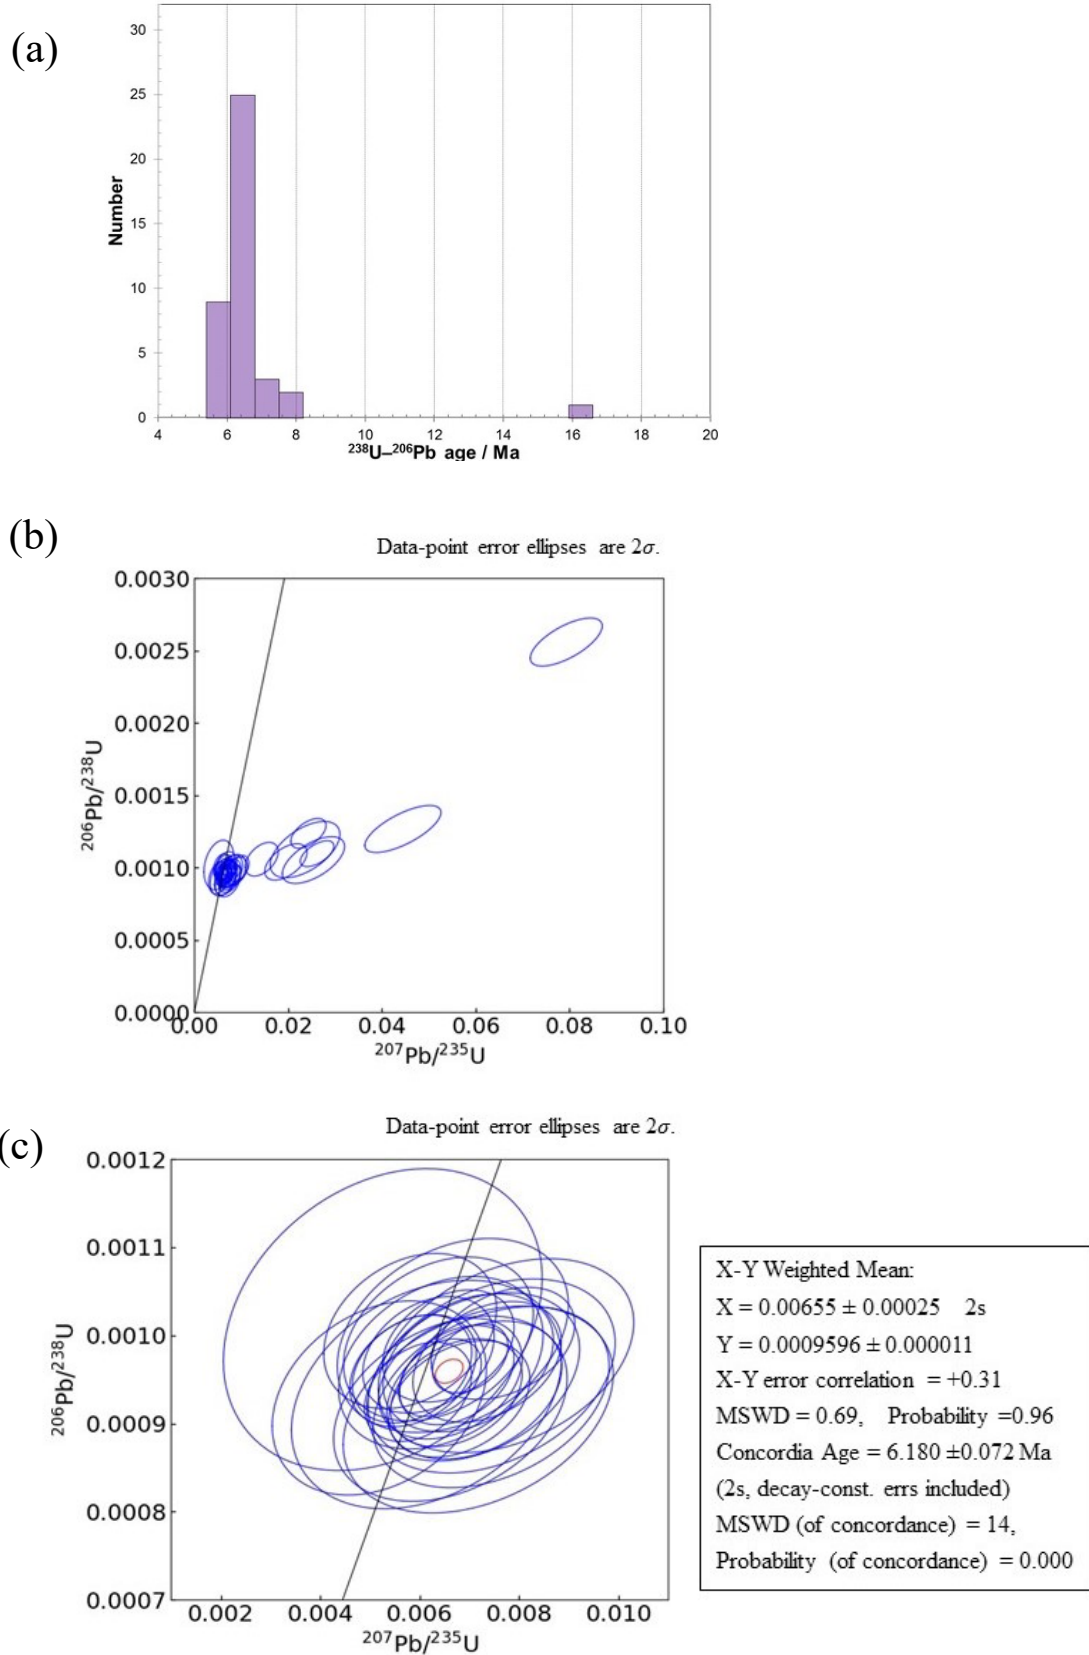 (a)
30
25
20
15
10
5
0
Number
4 6 8 10 12 14 16 18 20
238U–206Pb age / Ma
(b)
Data-point error ellipses are 2σ.
0.0030
0.0025
0.0020
0.0015
0.0010
0.0005
0.0000
206Pb/238U
0.00 0.02 0.04 0.06 0.08 0.10
207Pb/235U
(c)
Data-point error ellipses are 2σ.
0.0012
0.0011
0.0010
0.0009
0.0008
0.0007
206Pb/238U
0.002 0.004 0.006 0.008 0.010
207Pb/235U
X-Y Weighted Mean:
X = 0.00655 ± 0.00025 2s
Y = 0.0009596 ± 0.000011
X-Y error correlation = +0.31
MSWD = 0.69, Probability =0.96
Concordia Age = 6.180 ±0.072 Ma
(2s, decay-const. errs included)
MSWD (of concordance) = 14,
Probability (of concordance) = 0.000